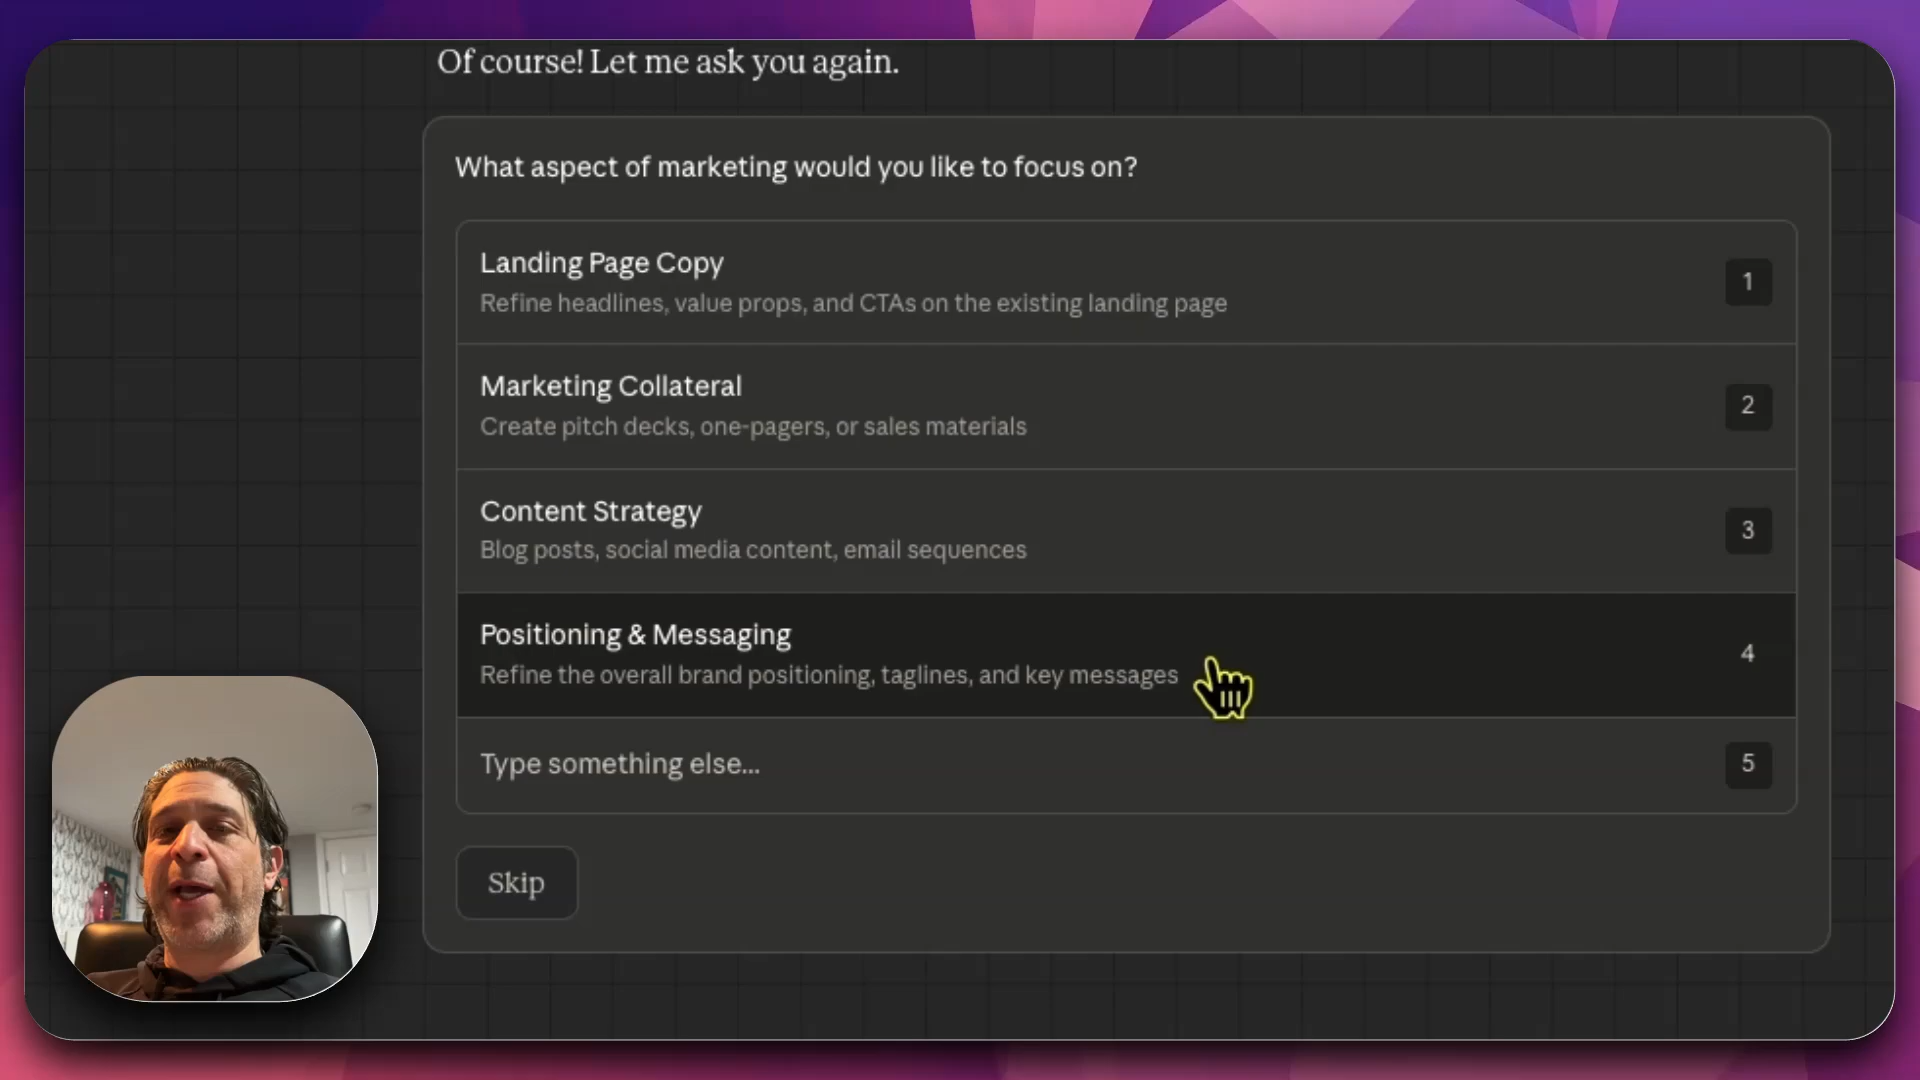 Of course! Let me ask you again.
What aspect of marketing would you like to focus on?
Landing Page Copy
Refine headlines, value props, and CTAs on the existing landing page
1
Marketing Collateral
Create pitch decks, one-pagers, or sales materials
2
Content Strategy
Blog posts, social media content, email sequences
3
Positioning & Messaging
Refine the overall brand positioning, taglines, and key messages
4
Type something else...
5
Skip